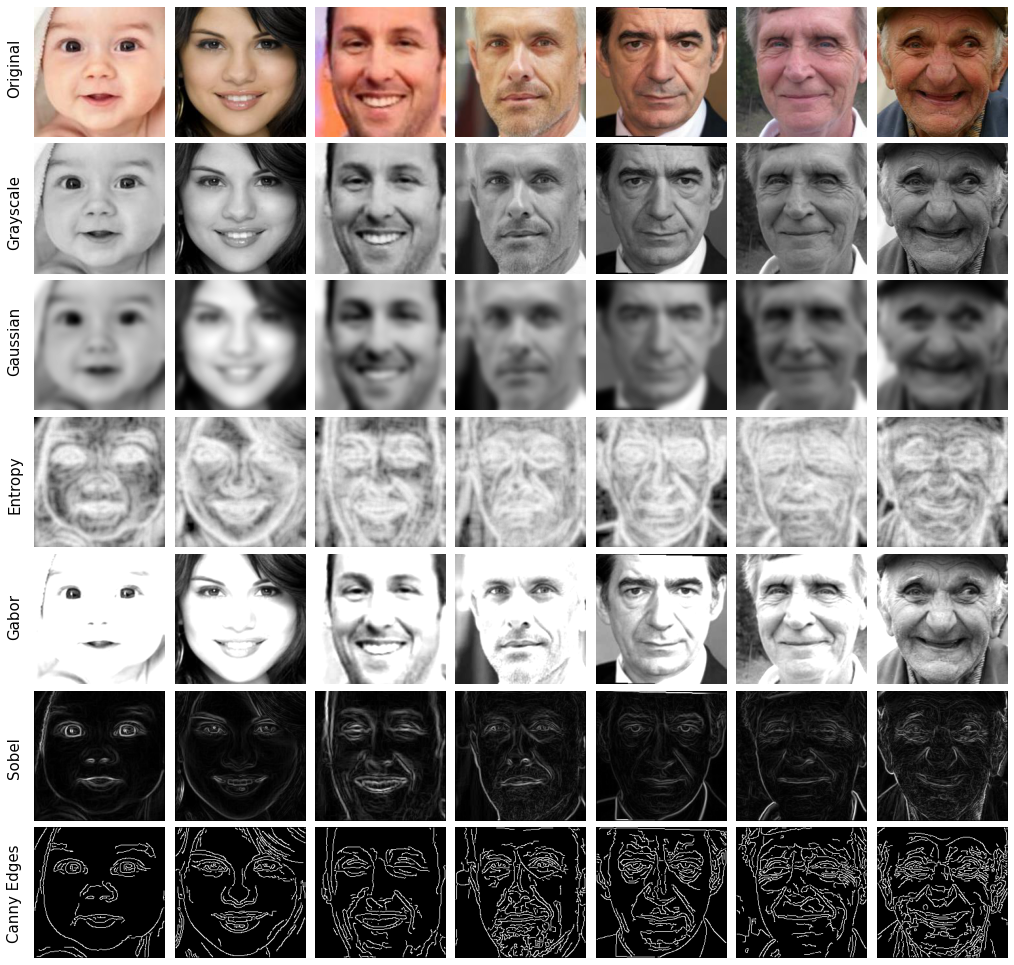 Original
Grayscale
Gaussian
Entropy
Gabor
Sobel
Canny Edges